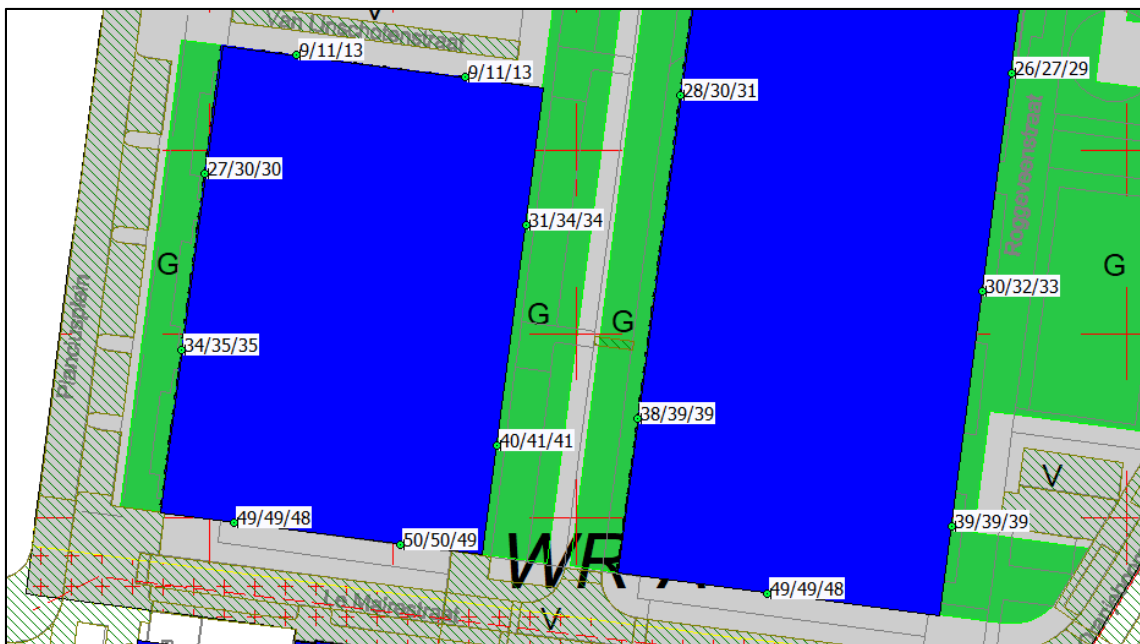 V
Van Linschotenstraat
9/11/13
9/11/13
26/27/29
28/30/31
Roggeveenstraat
27/30/30
31/34/34
G
G
30/32/33
G
G
Planciusplein
34/35/35
38/39/39
40/41/41
V
49/49/48
50/50/49
39/39/39
WR-A
49/49/48
Le Mairestraat
V